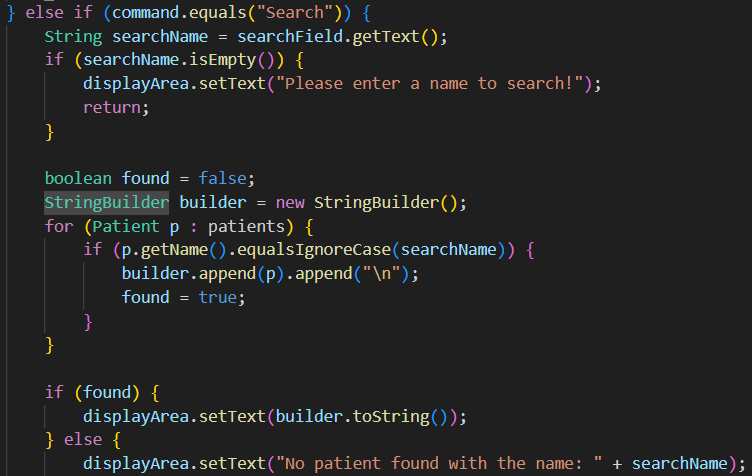 } else if (command.equals("Search")) {
    String searchName = searchField.getText();
    if (searchName.isEmpty()) {
        displayArea.setText("Please enter a name to search!");
        return;
    }

    boolean found = false;
    StringBuilder builder = new StringBuilder();
    for (Patient p : patients) {
        if (p.getName().equalsIgnoreCase(searchName)) {
            builder.append(p).append("\n");
            found = true;
        }
    }

    if (found) {
        displayArea.setText(builder.toString());
    } else {
        displayArea.setText("No patient found with the name: " + searchName);